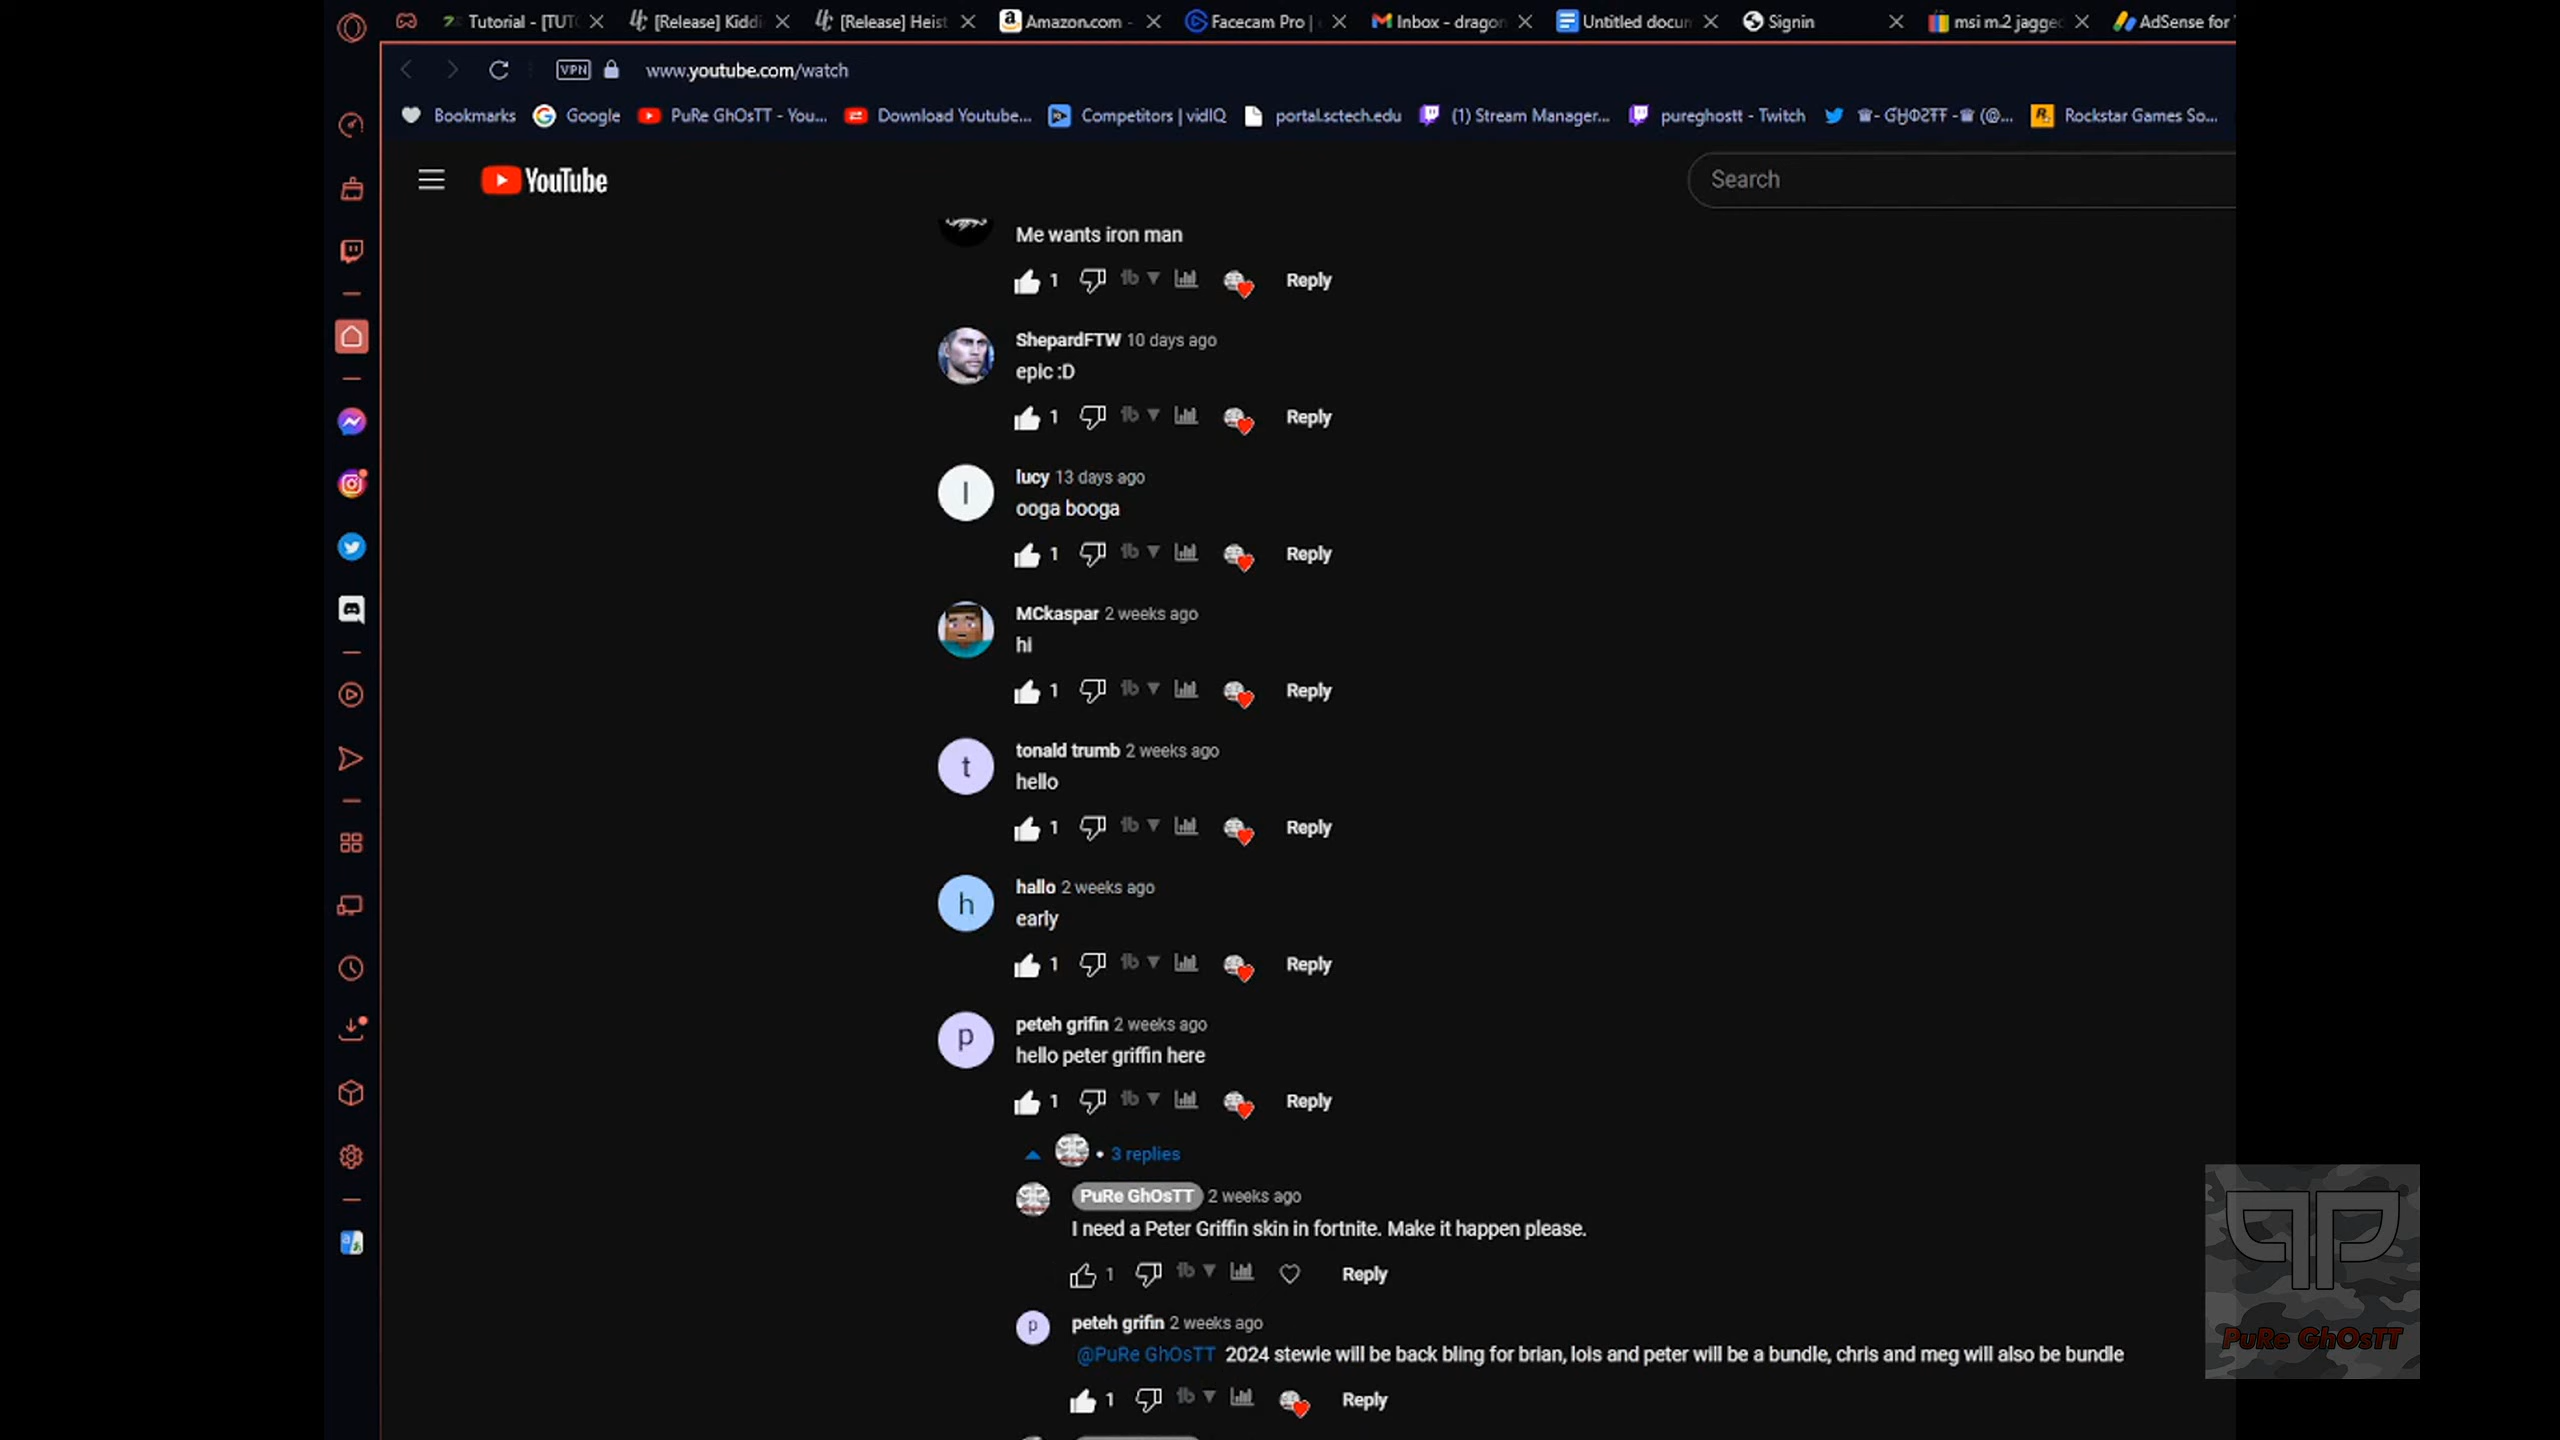 Tutorial - [TUT
[Release] Kiddi
[Release] Heist
Amazon.com -
Facecam Pro |
Inbox - dragon
Untitled docun
Signin
msi m.2 jagged
AdSense for
VPN
www.youtube.com/watch
Bookmarks
Google
PuRe GhOsTT - You...
Download Youtube...
Competitors | vidIQ
portal.sctech.edu
(1) Stream Manager...
pureghostt - Twitch
Rockstar Games So...
YouTube
Search
Me wants iron man
1 Reply
ShepardFTW 10 days ago
epic :D
1 Reply
lucy 13 days ago
ooga booga
1 Reply
MCkaspar 2 weeks ago
hi
1 Reply
tonald trumb 2 weeks ago
hello
1 Reply
hallo 2 weeks ago
early
1 Reply
peteh grifin 2 weeks ago
hello peter griffin here
1 Reply
• 3 replies
PuRe GhOsTT 2 weeks ago
I need a Peter Griffin skin in fortnite. Make it happen please.
1 Reply
peteh grifin 2 weeks ago
@PuRe GhOsTT 2024 stewie will be back bling for brian, lois and peter will be a bundle, chris and meg will also be bundle
1 Reply
PuRe GhOsTT